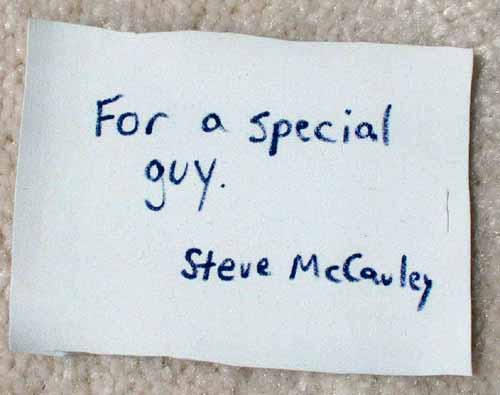 For a special
guy.
Steve McCauley